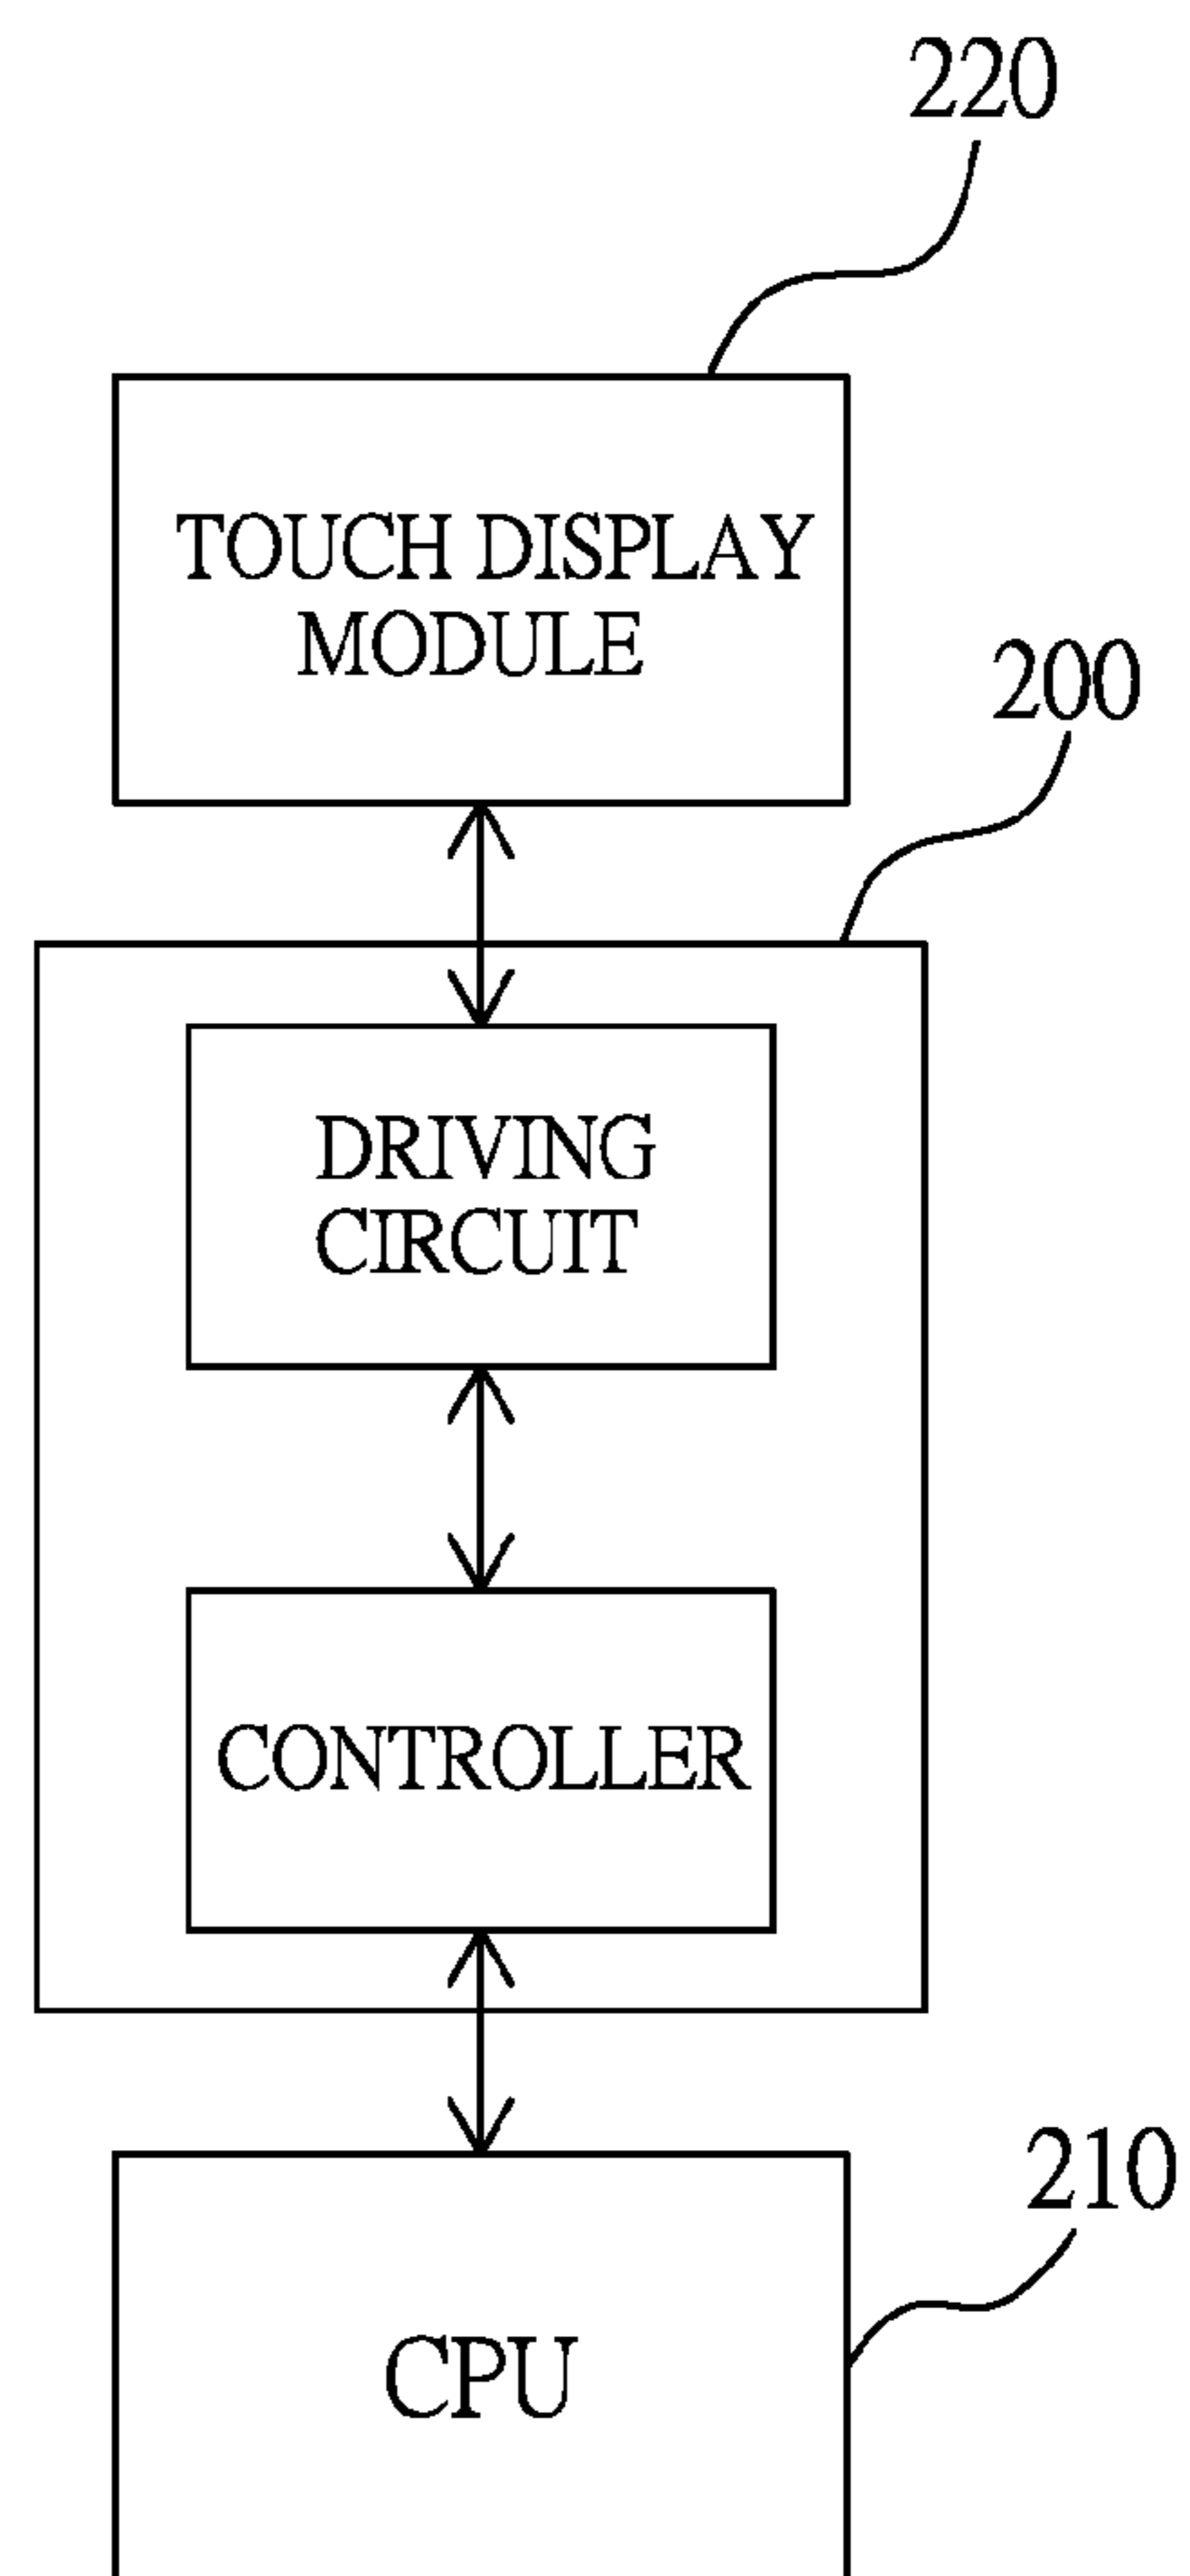 220
TOUCH DISPLAY
MODULE
200
DRIVING
CIRCUIT
CONTROLLER
210
CPU